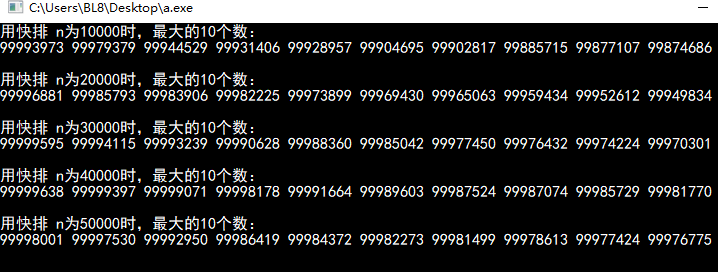 C:\Users\BL8\Desktop\a.exe
用快排 n为10000时，最大的10个数：
99993973 99979379 99944529 99931406 99928957 99904695 99902817 99885715 99877107 99874686
用快排 n为20000时，最大的10个数：
99996881 99985793 99983906 99982225 99973899 99969430 99965063 99959434 99952612 99949834
用快排 n为30000时，最大的10个数：
99999595 99994115 99993239 99990628 99988360 99985042 99977450 99976432 99974224 99970301
用快排 n为40000时，最大的10个数：
99999638 99999397 99999071 99998178 99991664 99989603 99987524 99987074 99985729 99981770
用快排 n为50000时，最大的10个数：
99998001 99997530 99992950 99986419 99984372 99982273 99981499 99978613 99977424 99976775